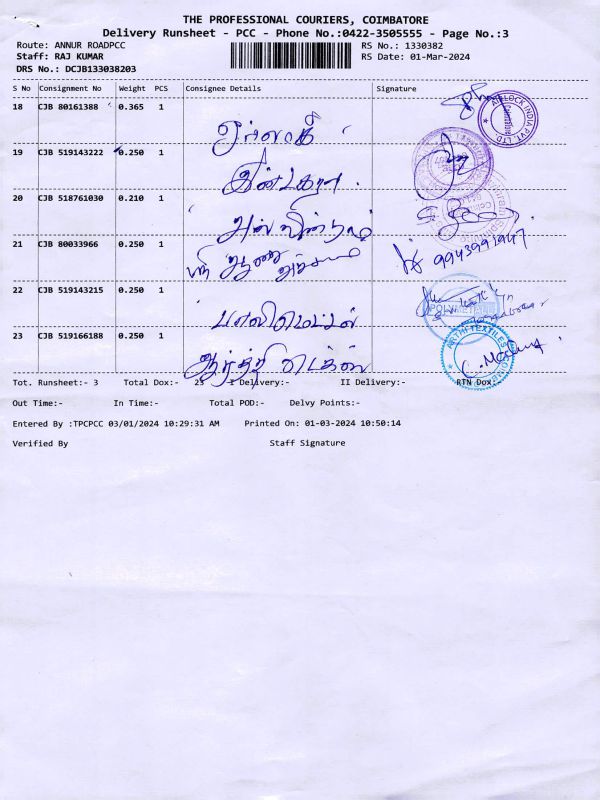 THE PROFESSIONAL COURIERS, COIMBATORE
Delivery Runsheet - PCC - Phone No.:0422-3505555 - Page No.:3
Route: ANNUR ROADPCC RS No.: 1330382
Staff: RAJ KUMAR RS Date: 01-Mar-2024
DRS No.: DCJB133038203
S No Consignment No Weight PCS Consignee Details Signature
18 CJB 80161388 0.365 1
19 CJB 519143222 0.250 1
20 CJB 518761030 0.210 1
21 CJB 80033966 0.250 1 9943991947
22 CJB 519143215 0.250 1 பாலிமெட்டல்
23 CJB 519166188 0.250 1 ஆர்த்தி டெக்ஸ்
Tot. Runsheet:- 3 Total Dox:- 23 I Delivery:- II Delivery:- RTN Dox:-
Out Time:- In Time:- Total POD:- Delvy Points:-
Entered By :TPCPCC 03/01/2024 10:29:31 AM Printed On: 01-03-2024 10:50:14
Verified By Staff Signature